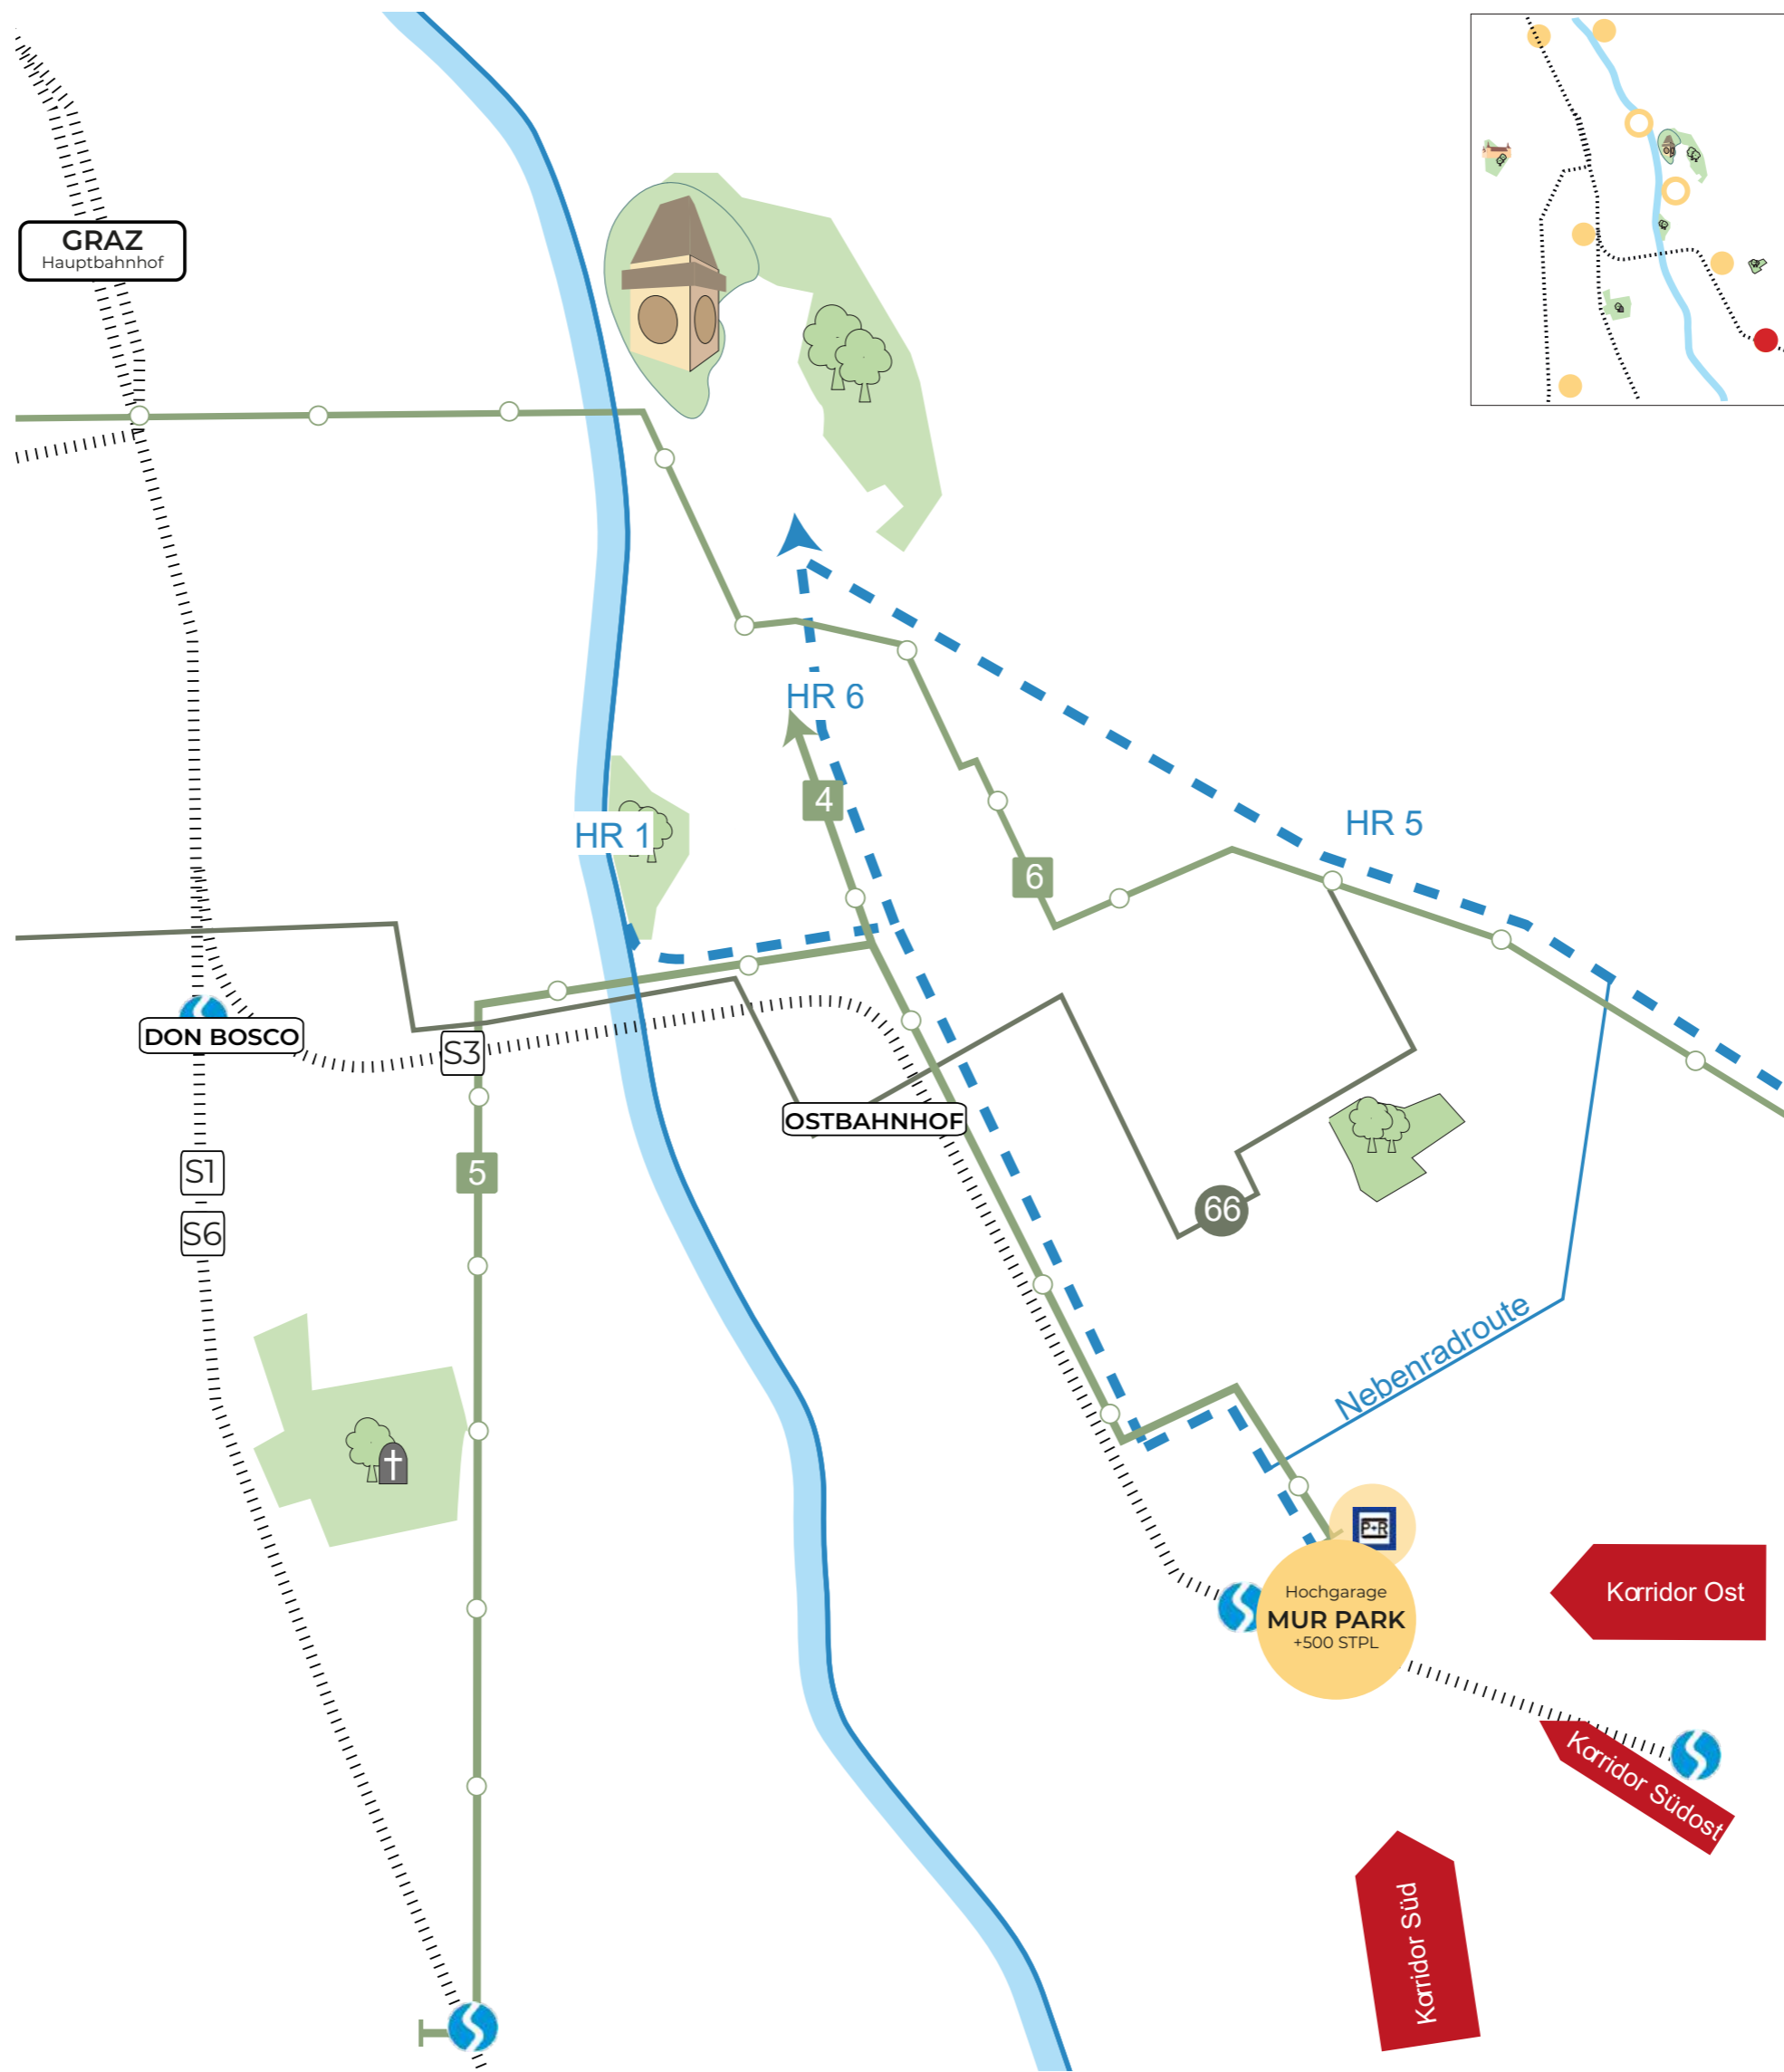 GRAZ
Hauptbahnhof
HR 6
4
HR 1
HR 5
6
DON BOSCO
S3
OSTBAHNHOF
S1
5
66
S6
Nebenradroute
P+R
Hochgarage
MUR PARK
+500 STPL
Korridor Ost
Korridor Südost
Korridor Süd